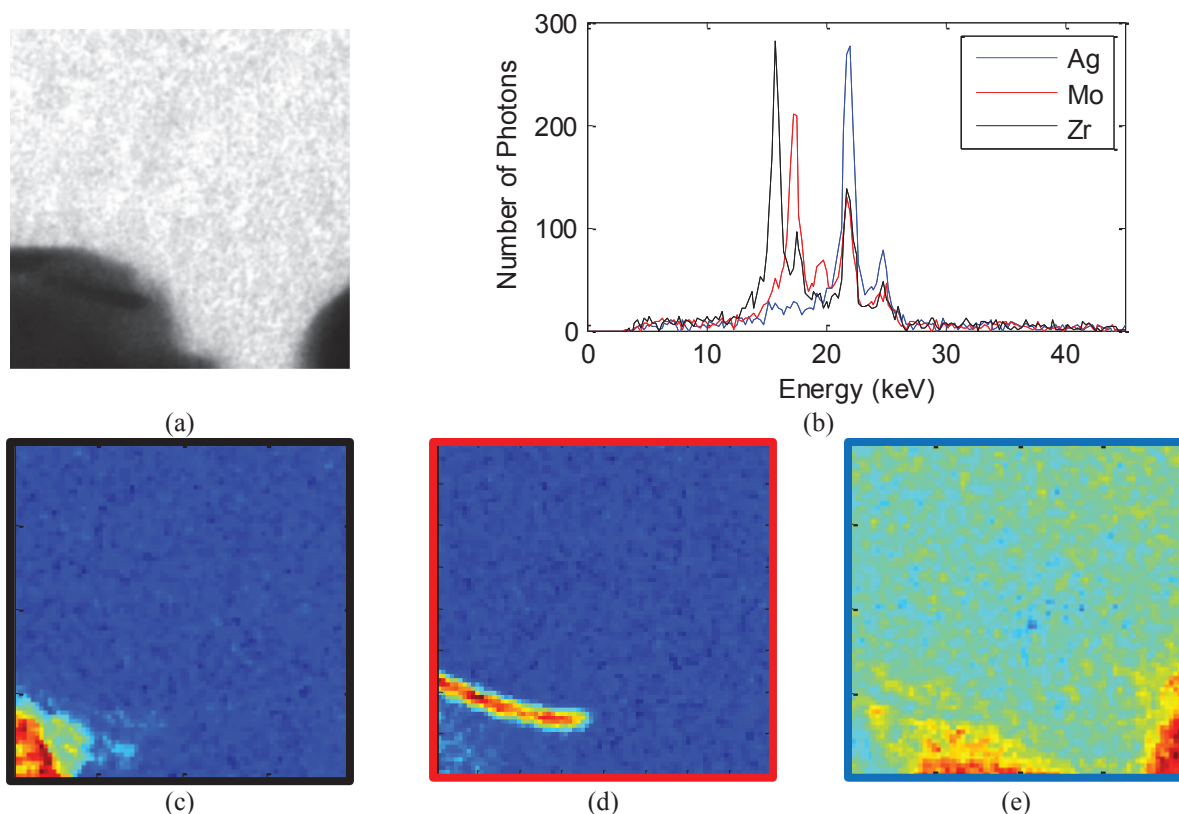 300
200
100
0
Number of Photons
Ag
Mo
Zr
0 10 20 30 40
Energy (keV)
(a)
(b)
(c)
(d)
(e)